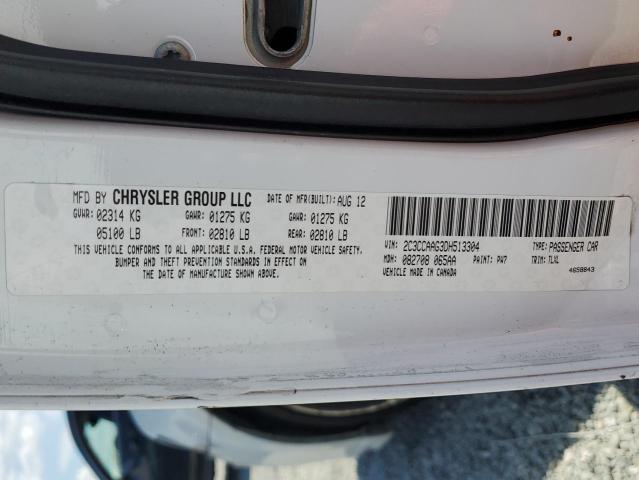 MFD BY CHRYSLER GROUP LLC DATE OF MFR(BUILT): AUG 12
GVWR: 02314 KG GAWR: 01275 KG GAWR: 01275 KG
05100 LB FRONT: 02810 LB REAR: 02810 LB
THIS VEHICLE CONFORMS TO ALL APPLICABLE U.S.A. FEDERAL MOTOR VEHICLE SAFETY,
BUMPER AND THEFT PREVENTION STANDARDS IN EFFECT ON
THE DATE OF MANUFACTURE SHOWN ABOVE.
VIN: 2C3CCAAG3DH513304 TYPE: PASSENGER CAR
MDH: 082708 065AA PAINT: PW7 TRIM: TLXL
VEHICLE MADE IN CANADA 4658843